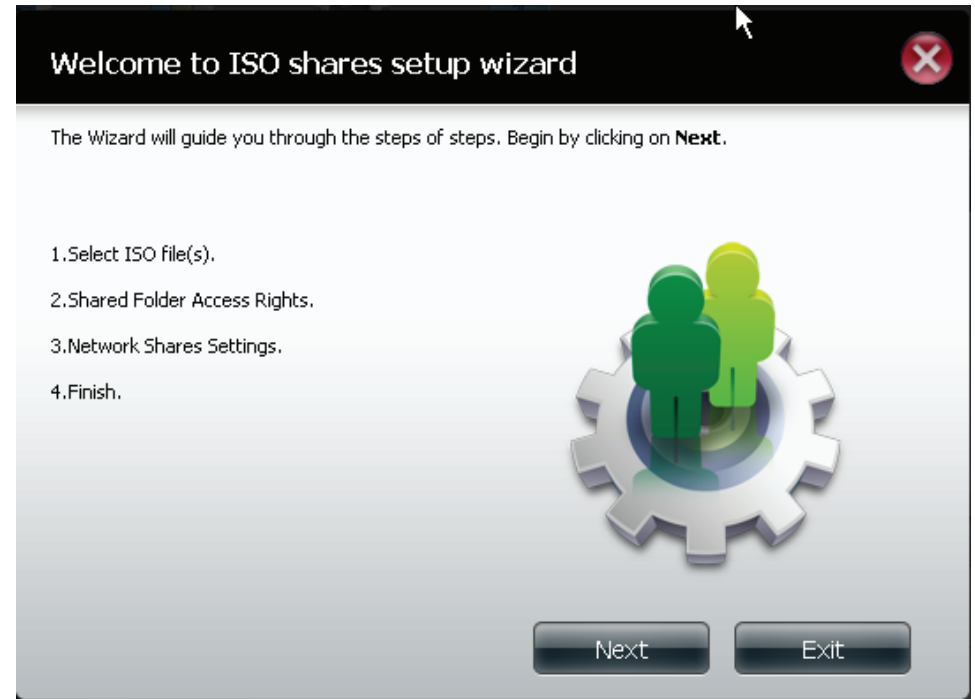 Welcome to ISO shares setup wizard
The Wizard will guide you through the steps of steps. Begin by clicking on Next.
1.Select ISO file(s).
2.Shared Folder Access Rights.
3.Network Shares Settings.
4.Finish.
Next
Exit